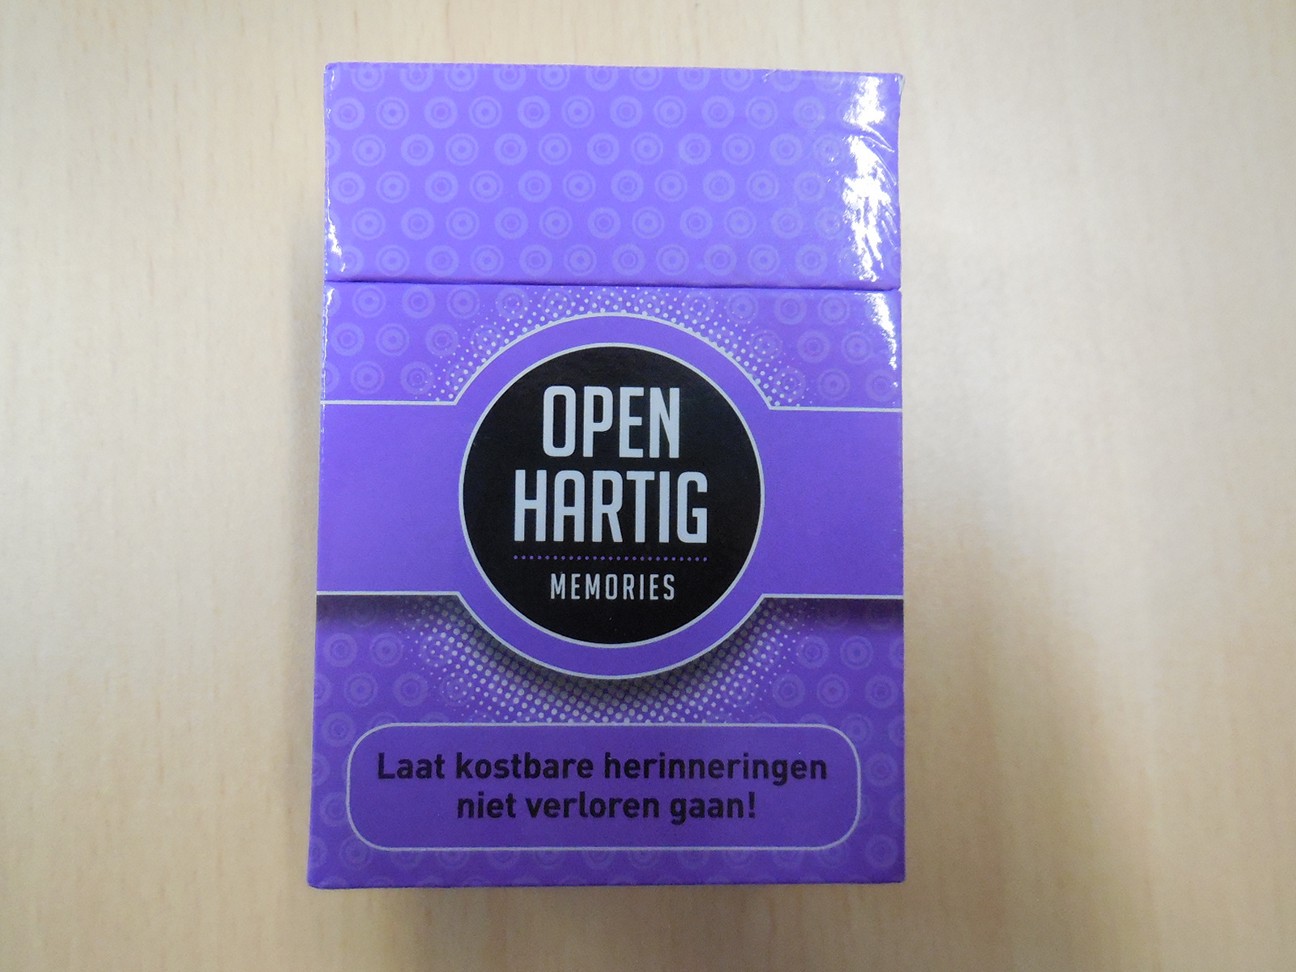 OPEN
HARTIG
MEMORIES
Laat kostbare herinneringen
niet verloren gaan!